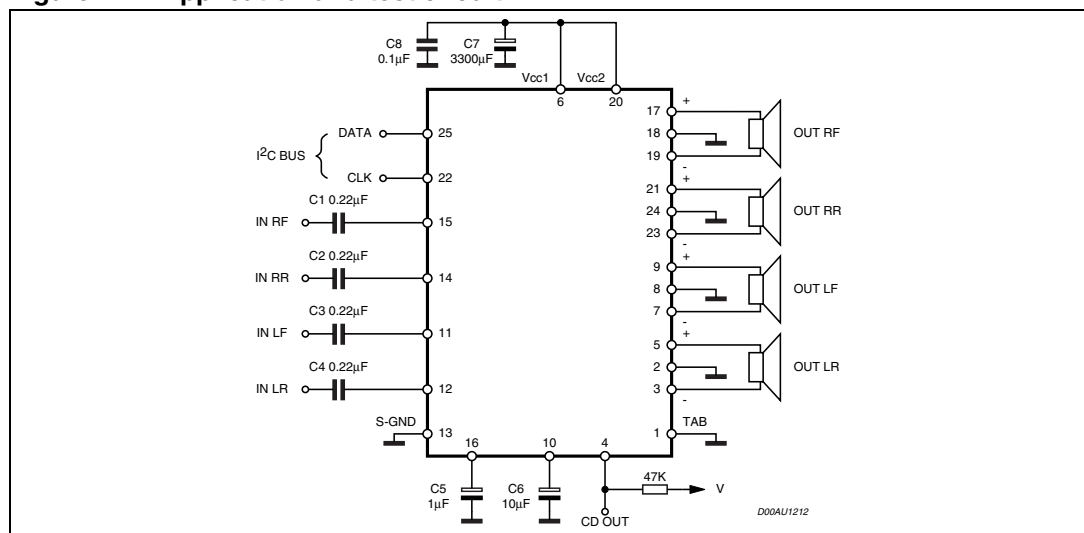 C8
0.1μF
C7
3300μF
Vcc1
Vcc2
6
20
I²C BUS
DATA
25
CLK
22
C1 0.22μF
IN RF
15
C2 0.22μF
IN RR
14
C3 0.22μF
IN LF
11
C4 0.22μF
IN LR
12
S-GND
13
17
+
18
19
-
OUT RF
21
+
24
23
-
OUT RR
9
+
8
7
-
OUT LF
5
+
2
3
-
OUT LR
1
TAB
16
10
4
C5
1μF
C6
10μF
47K
V
CD OUT
D00AU1212